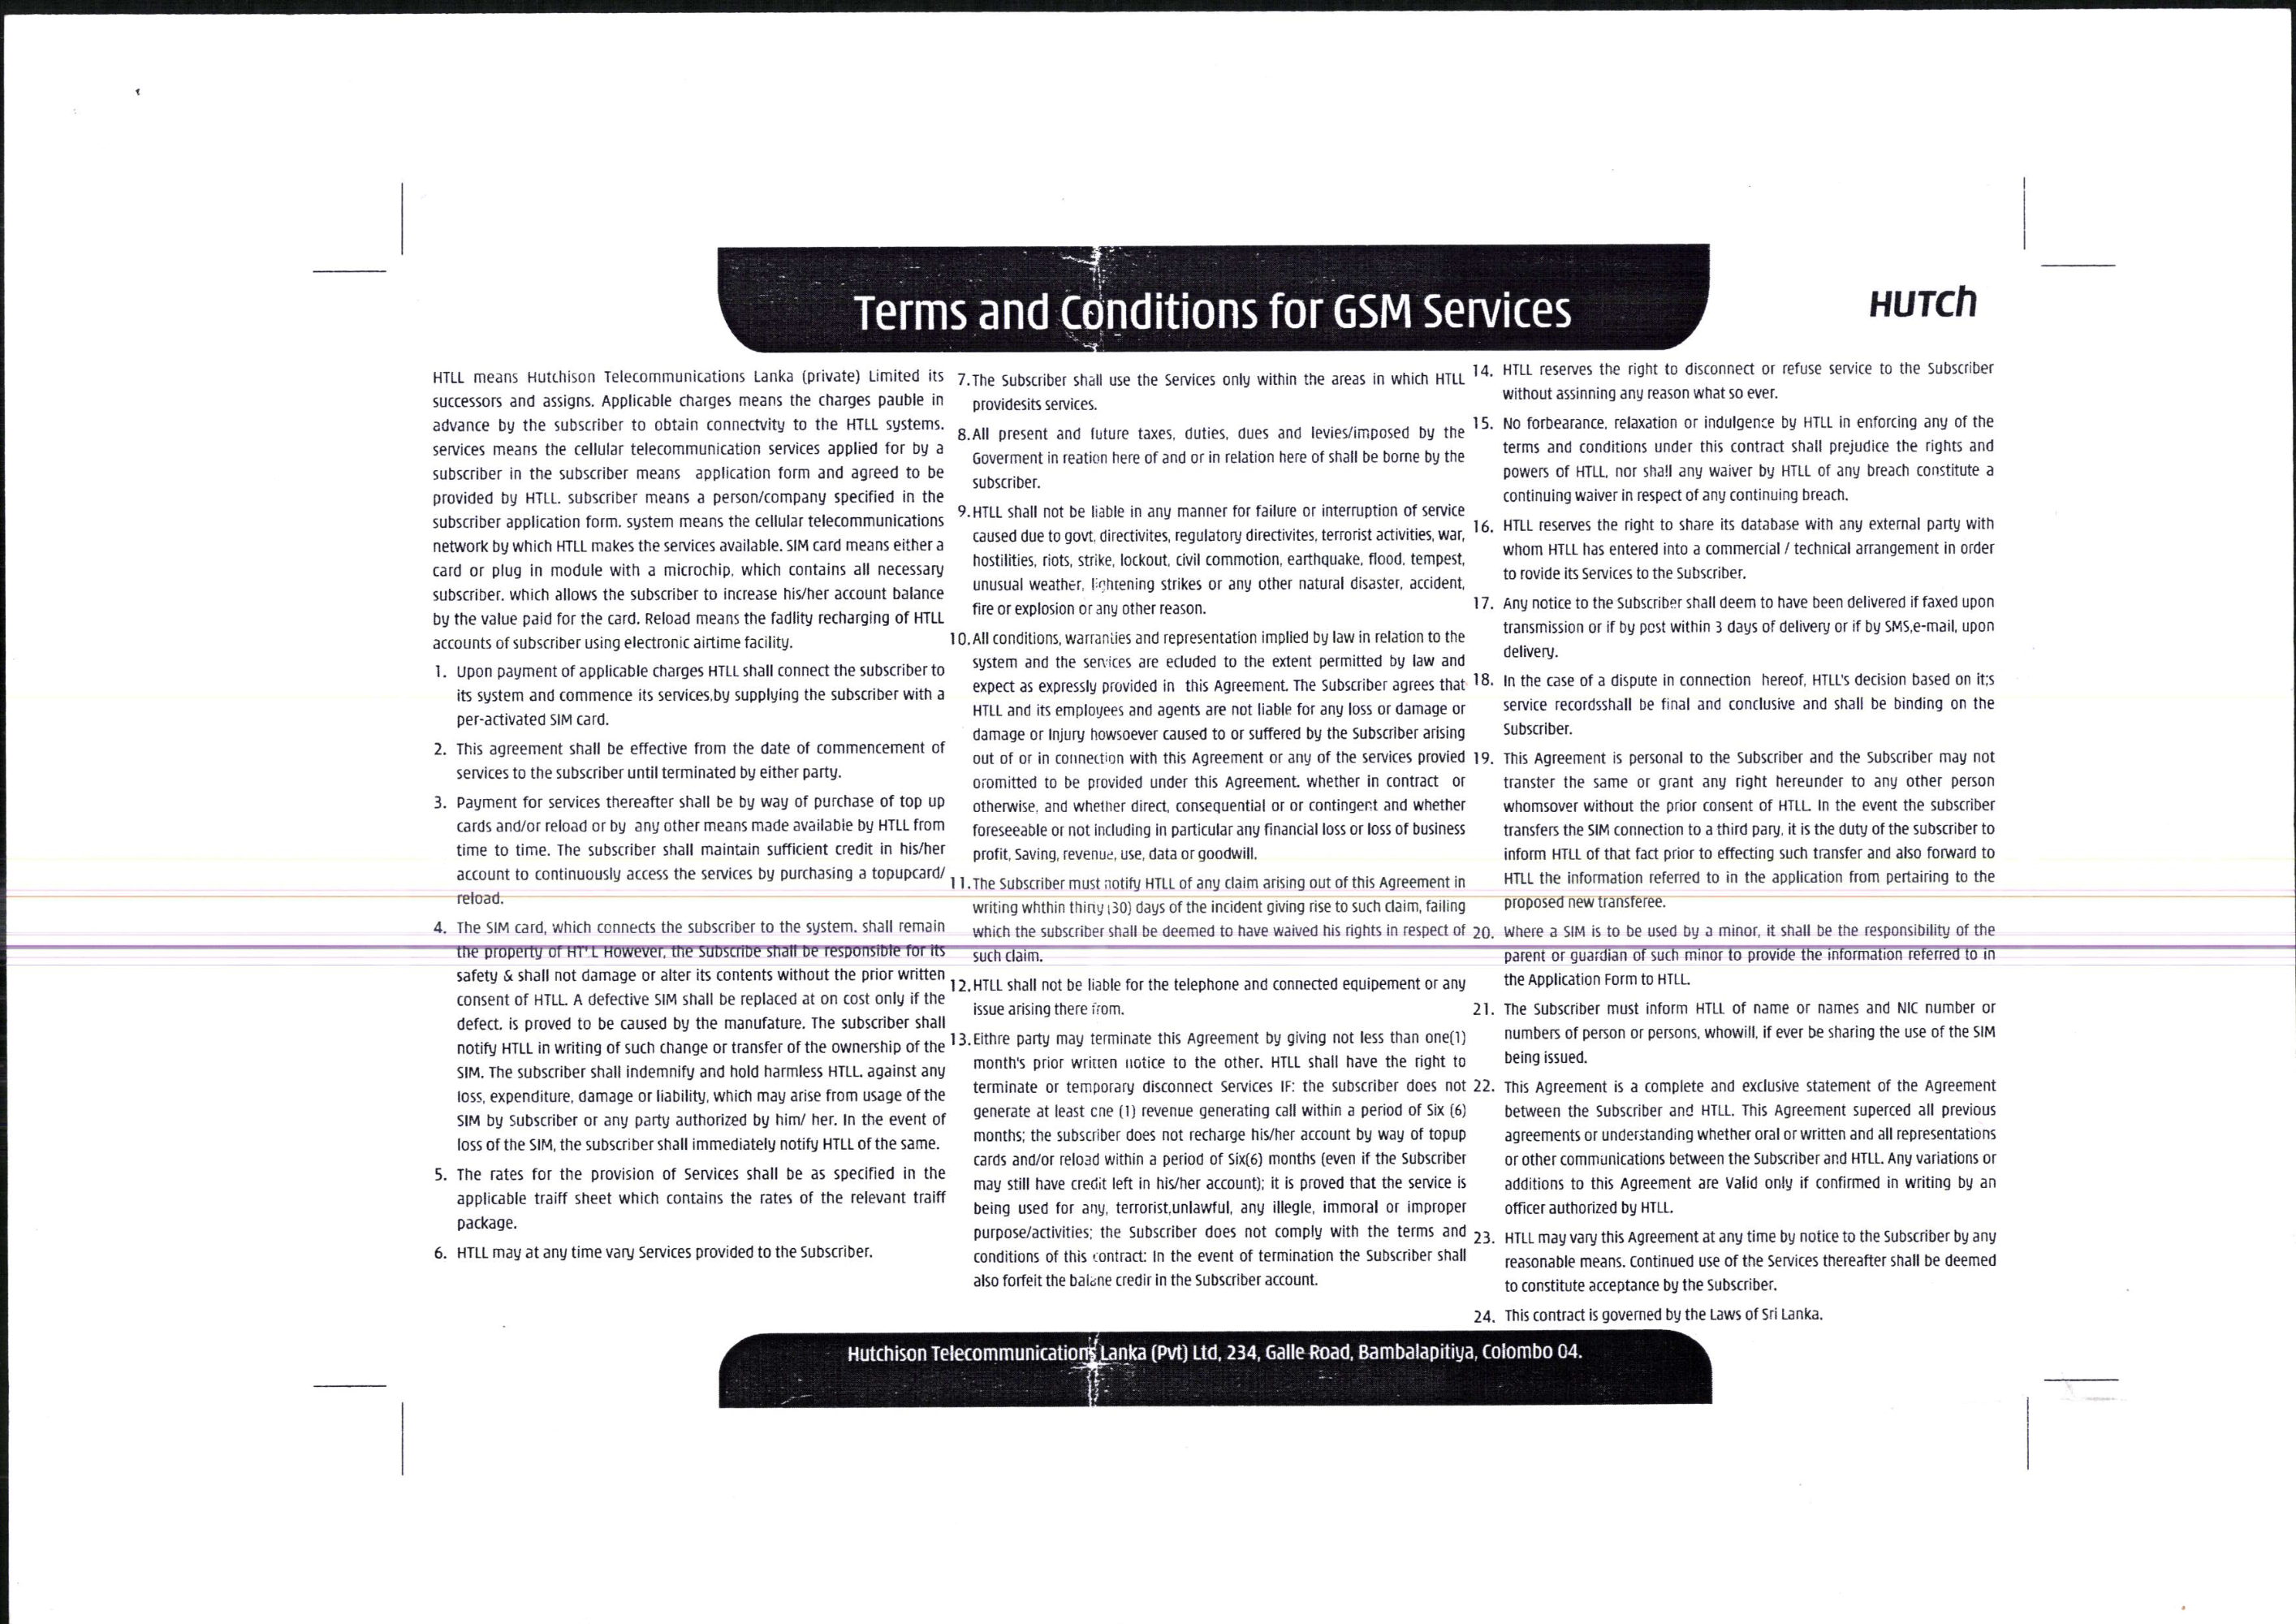 Terms and Conditions for GSM Services
HUTCH
HTLL means Hutchison Telecommunications Lanka (private) Limited its
successors and assigns. Applicable charges means the charges pauble in
advance by the subscriber to obtain connectvity to the HTLL systems.
services means the cellular telecommunication services applied for by a
subscriber in the subscriber means application form and agreed to be
provided by HTLL. subscriber means a person/company specified in the
subscriber application form. system means the cellular telecommunications
network by which HTLL makes the services available. SIM card means either a
card or plug in module with a microchip, which contains all necessary
subscriber. which allows the subscriber to increase his/her account balance
by the value paid for the card. Reload means the fadlity recharging of HTLL
accounts of subscriber using electronic airtime facility.
1. Upon payment of applicable charges HTLL shall connect the subscriber to
its system and commence its services,by supplying the subscriber with a
per-activated SIM card.
2. This agreement shall be effective from the date of commencement of
services to the subscriber until terminated by either party.
3. Payment for services thereafter shall be by way of purchase of top up
cards and/or reload or by any other means made available by HTLL from
time to time. The subscriber shall maintain sufficient credit in his/her
account to continuously access the services by purchasing a topupcard/
reload.
4. The SIM card, which connects the subscriber to the system. shall remain
the property of HT'L However, the Subscribe shall be responsible for its
safety & shall not damage or alter its contents without the prior written
consent of HTLL. A defective SIM shall be replaced at on cost only if the
defect. is proved to be caused by the manufature. The subscriber shall
notify HTLL in writing of such change or transfer of the ownership of the
SIM. The subscriber shall indemnify and hold harmless HTLL. against any
loss, expenditure, damage or liability, which may arise from usage of the
SIM by Subscriber or any party authorized by him/ her. In the event of
loss of the SIM, the subscriber shall immediately notify HTLL of the same.
5. The rates for the provision of Services shall be as specified in the
applicable traiff sheet which contains the rates of the relevant traiff
package.
6. HTLL may at any time vary Services provided to the Subscriber.
7. The Subscriber shall use the Services only within the areas in which HTLL
providesits services.
8. All present and future taxes, duties, dues and levies/imposed by the
Goverment in reation here of and or in relation here of shall be borne by the
subscriber.
9. HTLL shall not be liable in any manner for failure or interruption of service
caused due to govt, directivites, regulatory directivites, terrorist activities, war,
hostilities, riots, strike, lockout, civil commotion, earthquake, flood, tempest,
unusual weather, lightening strikes or any other natural disaster, accident,
fire or explosion or any other reason.
10. All conditions, warranties and representation implied by law in relation to the
system and the services are ecluded to the extent permitted by law and
expect as expressly provided in this Agreement. The Subscriber agrees that
HTLL and its employees and agents are not liable for any loss or damage or
damage or Injury howsoever caused to or suffered by the Subscriber arising
out of or in connection with this Agreement or any of the services provied
oromitted to be provided under this Agreement. whether in contract or
otherwise, and whether direct, consequential or or contingent and whether
foreseeable or not including in particular any financial loss or loss of business
profit, Saving, revenue, use, data or goodwill.
11. The Subscriber must notify HTLL of any claim arising out of this Agreement in
writing whthin thiny (30) days of the incident giving rise to such claim, failing
which the subscriber shall be deemed to have waived his rights in respect of
such claim.
12. HTLL shall not be liable for the telephone and connected equipement or any
issue arising there from.
13. Eithre party may terminate this Agreement by giving not less than one(1)
month's prior written notice to the other. HTLL shall have the right to
terminate or temporary disconnect Services IF: the subscriber does not
generate at least one (1) revenue generating call within a period of Six (6)
months; the subscriber does not recharge his/her account by way of topup
cards and/or reload within a period of Six(6) months (even if the Subscriber
may still have credit left in his/her account); it is proved that the service is
being used for any, terrorist,unlawful, any illegle, immoral or improper
purpose/activities; the Subscriber does not comply with the terms and
conditions of this contract: In the event of termination the Subscriber shall
also forfeit the balane credir in the Subscriber account.
14. HTLL reserves the right to disconnect or refuse service to the Subscriber
without assinning any reason what so ever.
15. No forbearance, relaxation or indulgence by HTLL in enforcing any of the
terms and conditions under this contract shall prejudice the rights and
powers of HTLL, nor shall any waiver by HTLL of any breach constitute a
continuing waiver in respect of any continuing breach.
16. HTLL reserves the right to share its database with any external party with
whom HTLL has entered into a commercial / technical arrangement in order
to rovide its Services to the Subscriber.
17. Any notice to the Subscriber shall deem to have been delivered if faxed upon
transmission or if by post within 3 days of delivery or if by SMS,e-mail, upon
delivery.
18. In the case of a dispute in connection hereof, HTLL's decision based on it;s
service recordsshall be final and conclusive and shall be binding on the
Subscriber.
19. This Agreement is personal to the Subscriber and the Subscriber may not
transter the same or grant any right hereunder to any other person
whomsover without the prior consent of HTLL. In the event the subscriber
transfers the SIM connection to a third pary, it is the duty of the subscriber to
inform HTLL of that fact prior to effecting such transfer and also forward to
HTLL the information referred to in the application from pertairing to the
proposed new transferee.
20. Where a SIM is to be used by a minor, it shall be the responsibility of the
parent or guardian of such minor to provide the information referred to in
the Application Form to HTLL.
21. The Subscriber must inform HTLL of name or names and NIC number or
numbers of person or persons, whowill, if ever be sharing the use of the SIM
being issued.
22. This Agreement is a complete and exclusive statement of the Agreement
between the Subscriber and HTLL. This Agreement superced all previous
agreements or understanding whether oral or written and all representations
or other communications between the Subscriber and HTLL. Any variations or
additions to this Agreement are Valid only if confirmed in writing by an
officer authorized by HTLL.
23. HTLL may vary this Agreement at any time by notice to the Subscriber by any
reasonable means. Continued use of the Services thereafter shall be deemed
to constitute acceptance by the Subscriber.
24. This contract is governed by the Laws of Sri Lanka.
Hutchison Telecommunications Lanka (Pvt) Ltd, 234, Galle Road, Bambalapitiya, Colombo 04.